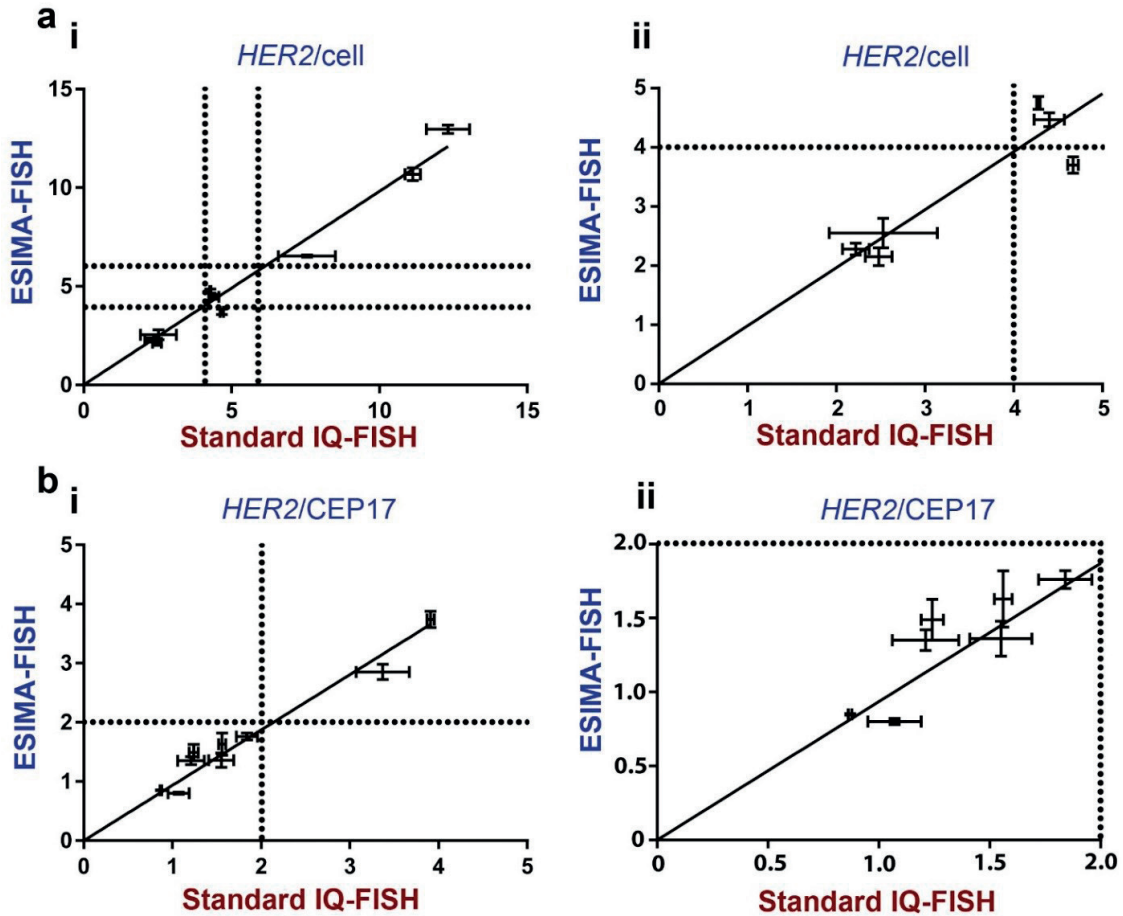 a
i
HER2/cell
ESIMA-FISH
15
10
5
0
0 5 10 15
Standard IQ-FISH
ii
HER2/cell
ESIMA-FISH
5
4
3
2
1
0
0 1 2 3 4 5
Standard IQ-FISH
b
i
HER2/CEP17
ESIMA-FISH
5
4
3
2
1
0
0 1 2 3 4 5
Standard IQ-FISH
ii
HER2/CEP17
ESIMA-FISH
2.0
1.5
1.0
0.5
0
0 0.5 1.0 1.5 2.0
Standard IQ-FISH